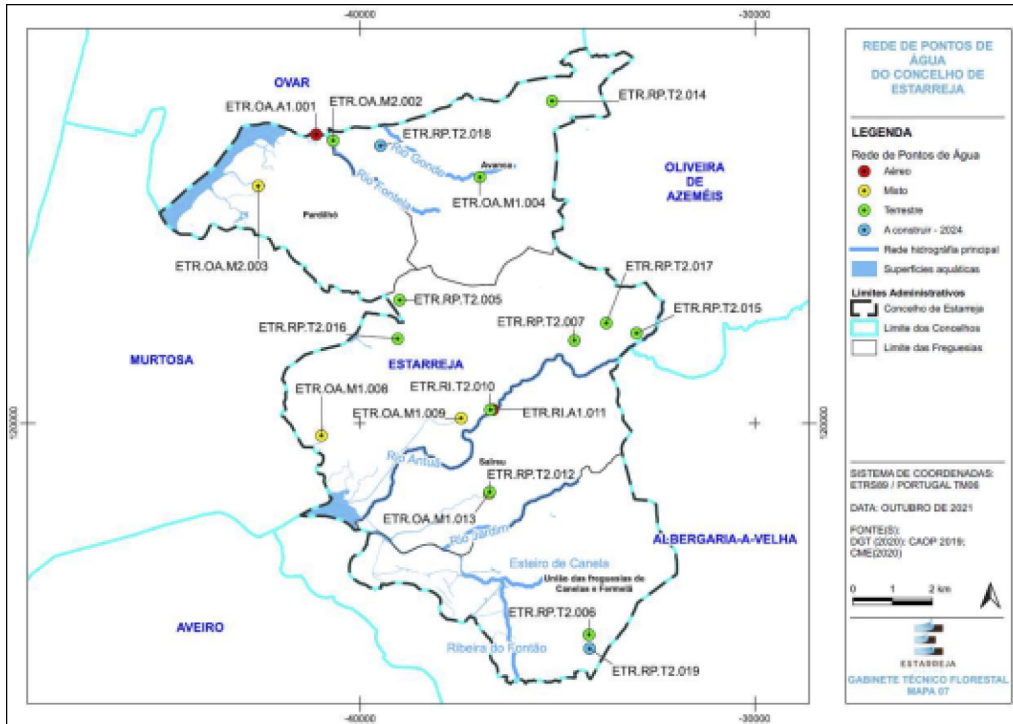 -40000
-30000
OVAR
ETR.OA.A1.001
ETR.OA.M2.002
ETR.RP.T2.018
ETR.RP.T2.014
Rio Gonde
Avanca
Rio Fontela
ETR.OA.M1.004
OLIVEIRA
DE
AZEMÉIS
Pardilhó
ETR.OA.M2.003
ETR.RP.T2.017
ETR.RP.T2.005
ETR.RP.T2.015
ETR.RP.T2.007
ETR.RP.T2.016
MURTOSA
ESTARREJA
ETR.OA.M1.008
ETR.RI.T2.010
ETR.OA.M1.009
ETR.RI.A1.011
120000
120000
Rio Antuã
Salreu
ETR.RP.T2.012
ETR.OA.M1.013
Rio Jardim
ALBERGARIA-A-VELHA
Esteiro de Canela
União das freguesias de
Canelas e Fermelã
ETR.RP.T2.006
AVEIRO
Ribeira do Fontão
ETR.RP.T2.019
-40000
-30000
REDE DE PONTOS DE
ÁGUA
DO CONCELHO DE
ESTARREJA
LEGENDA
Rede de Pontos de Água
Aéreo
Misto
Terrestre
A construir - 2024
Rede hidrográfia principal
Superfícies aquáticas
Limites Administrativos
Concelho de Estarreja
Limite dos Concelhos
Limite das Freguesias
SISTEMA DE COORDENADAS:
ETRS89 / PORTUGAL TM06
DATA: OUTUBRO DE 2021
FONTE(S):
DGT (2020): CAOP 2019;
CME(2020)
0 1 2 km
ESTARREJA
GABINETE TÉCNICO FLORESTAL
MAPA 07